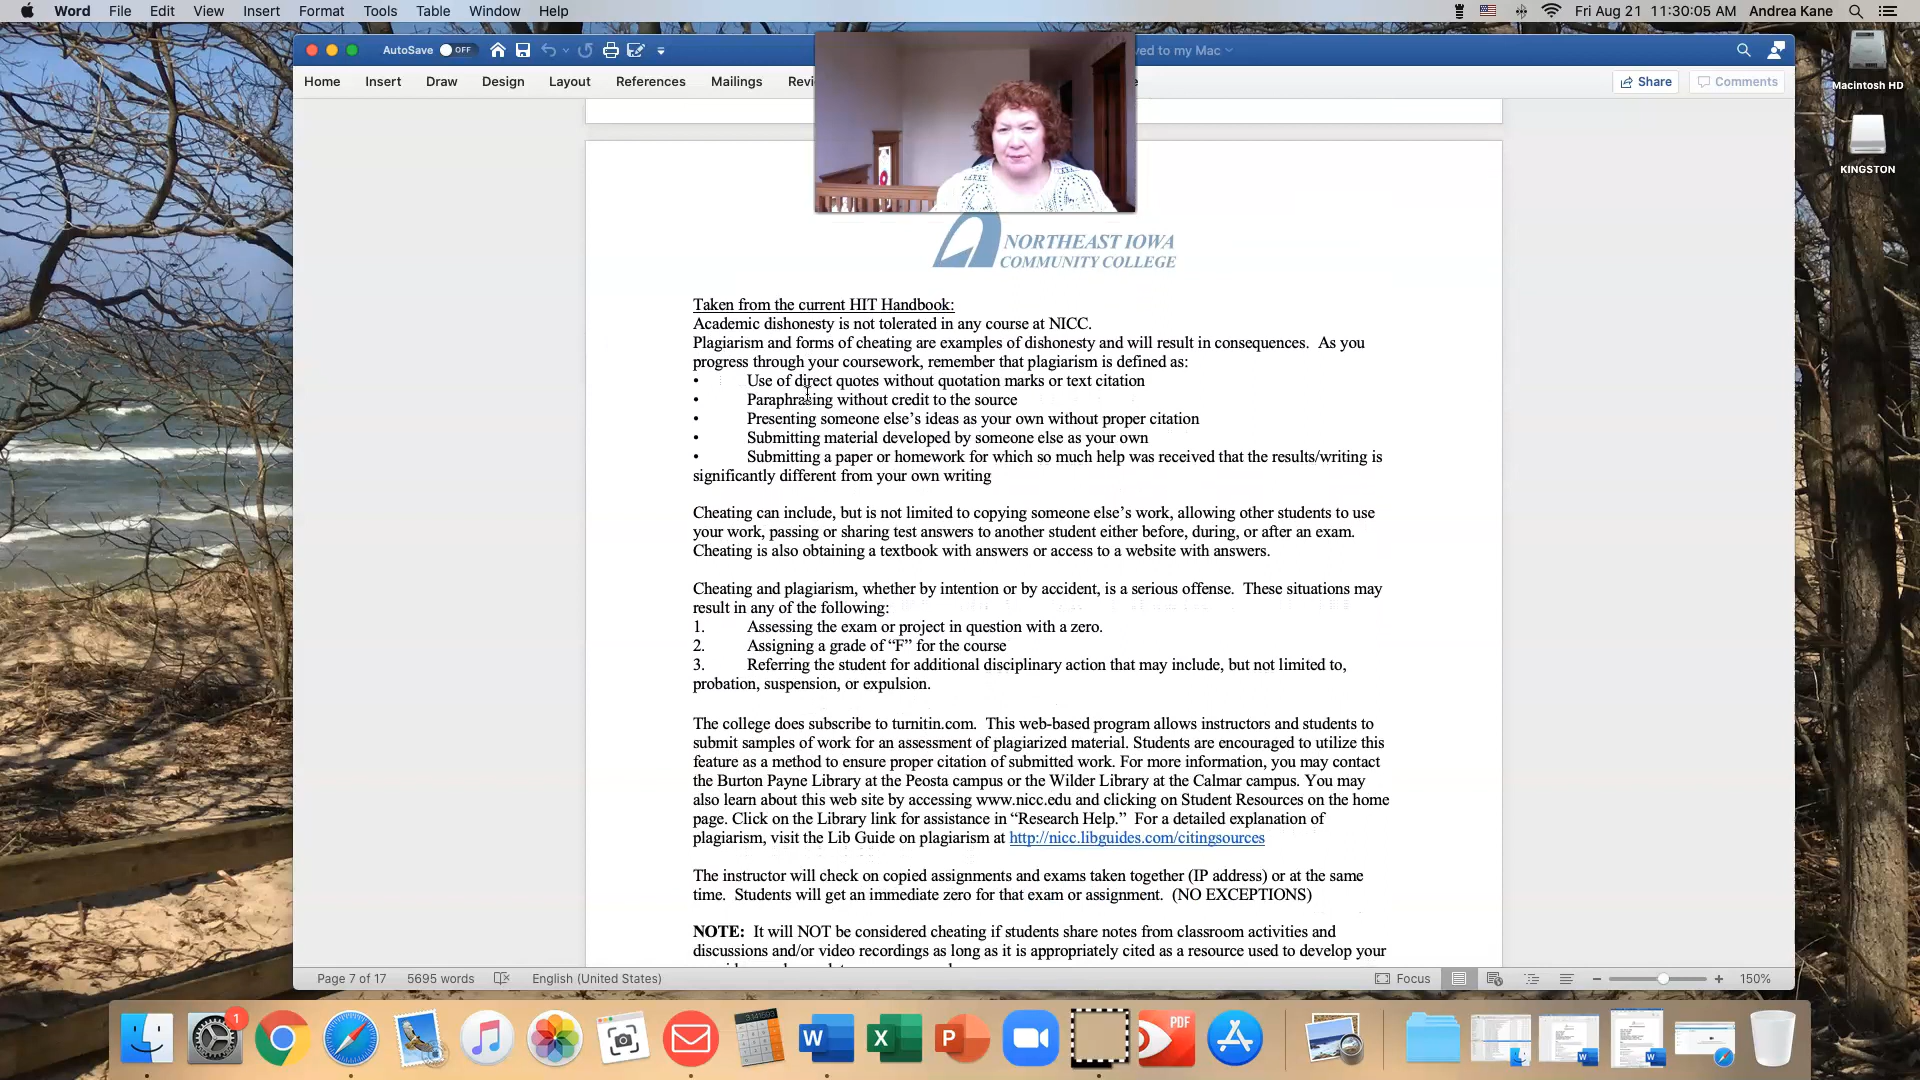 Word File Edit View Insert Format Tools Table Window Help
Fri Aug 21 11:30:05 AM Andrea Kane
AutoSave OFF
ved to my Mac
Home Insert Draw Design Layout References Mailings Revi
Share Comments
Macintosh HD
KINGSTON
NORTHEAST IOWA
COMMUNITY COLLEGE
Taken from the current HIT Handbook:
Academic dishonesty is not tolerated in any course at NICC.
Plagiarism and forms of cheating are examples of dishonesty and will result in consequences. As you
progress through your coursework, remember that plagiarism is defined as:
• Use of direct quotes without quotation marks or text citation
• Paraphrasing without credit to the source
• Presenting someone else’s ideas as your own without proper citation
• Submitting material developed by someone else as your own
• Submitting a paper or homework for which so much help was received that the results/writing is
significantly different from your own writing
Cheating can include, but is not limited to copying someone else’s work, allowing other students to use
your work, passing or sharing test answers to another student either before, during, or after an exam.
Cheating is also obtaining a textbook with answers or access to a website with answers.
Cheating and plagiarism, whether by intention or by accident, is a serious offense. These situations may
result in any of the following:
1. Assessing the exam or project in question with a zero.
2. Assigning a grade of “F” for the course
3. Referring the student for additional disciplinary action that may include, but not limited to,
probation, suspension, or expulsion.
The college does subscribe to turnitin.com. This web-based program allows instructors and students to
submit samples of work for an assessment of plagiarized material. Students are encouraged to utilize this
feature as a method to ensure proper citation of submitted work. For more information, you may contact
the Burton Payne Library at the Peosta campus or the Wilder Library at the Calmar campus. You may
also learn about this web site by accessing www.nicc.edu and clicking on Student Resources on the home
page. Click on the Library link for assistance in “Research Help.” For a detailed explanation of
plagiarism, visit the Lib Guide on plagiarism at http://nicc.libguides.com/citingsources
The instructor will check on copied assignments and exams taken together (IP address) or at the same
time. Students will get an immediate zero for that exam or assignment. (NO EXCEPTIONS)
NOTE: It will NOT be considered cheating if students share notes from classroom activities and
discussions and/or video recordings as long as it is appropriately cited as a resource used to develop your
Page 7 of 17 5695 words English (United States) Focus 150%
1
PDF